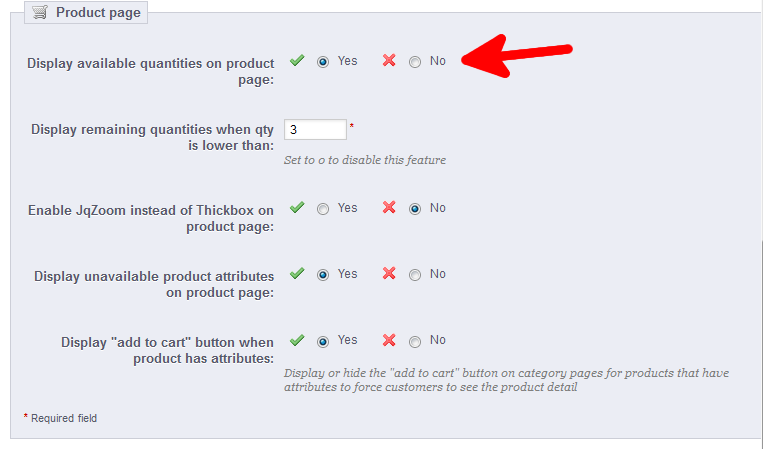 Product page
Display available quantities on product Yes No
page:
Display remaining quantities when qty 3 *
is lower than:
Set to 0 to disable this feature
Enable JqZoom instead of Thickbox on Yes No
product page:
Display unavailable product attributes Yes No
on product page:
Display "add to cart" button when Yes No
product has attributes:
Display or hide the "add to cart" button on category pages for products that have
attributes to force customers to see the product detail
* Required field